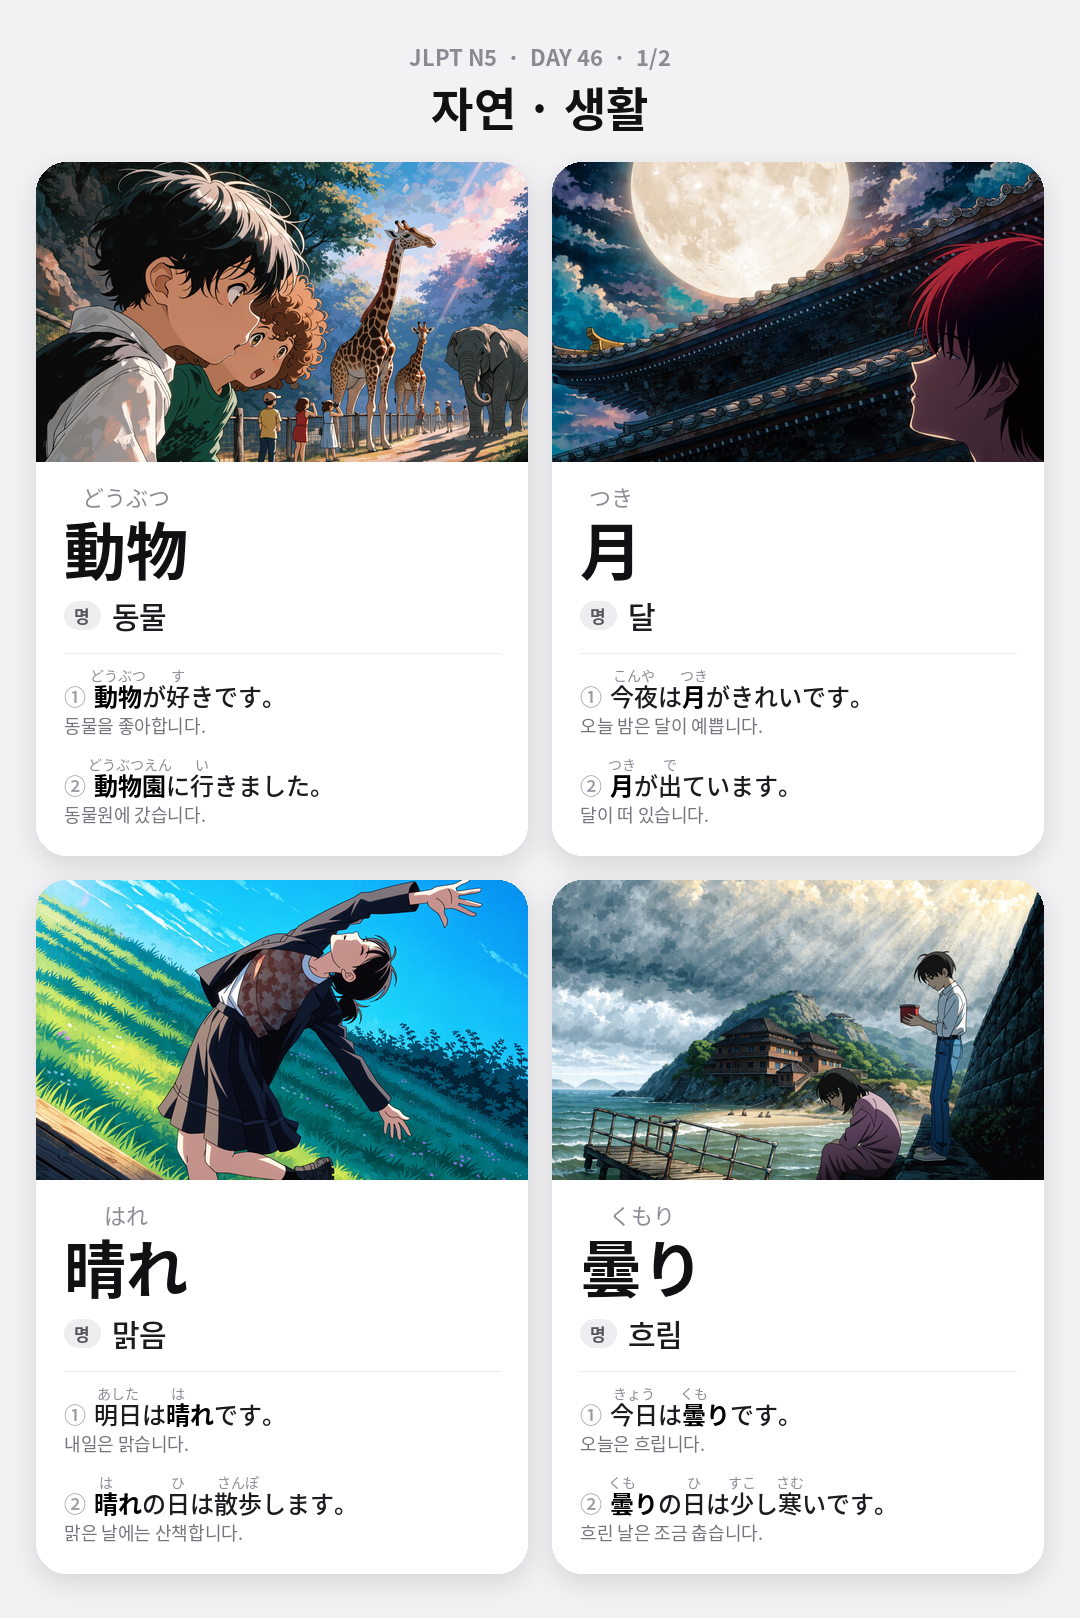 JLPT N5 · DAY 46 · 1/2
자연 · 생활
どうぶつ
動物
명 동물
どうぶつ す
① 動物が好きです。
동물을 좋아합니다.
どうぶつえん い
② 動物園に行きました。
동물원에 갔습니다.
つき
月
명 달
こんや つき
① 今夜は月がきれいです。
오늘 밤은 달이 예쁩니다.
つき で
② 月が出ています。
달이 떠 있습니다.
はれ
晴れ
명 맑음
あした は
① 明日は晴れです。
내일은 맑습니다.
は ひ さんぽ
② 晴れの日は散歩します。
맑은 날에는 산책합니다.
くもり
曇り
명 흐림
きょう くも
① 今日は曇りです。
오늘은 흐립니다.
くも ひ すこ さむ
② 曇りの日は少し寒いです。
흐린 날은 조금 춥습니다.